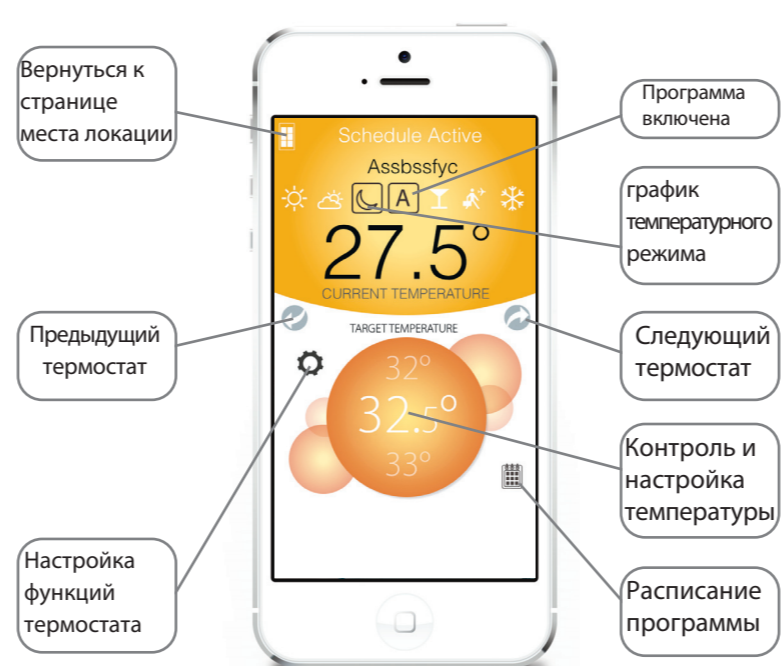 Вернуться к
странице
места локации
Программа
включена
Schedule Active
Assbssfyc
A
график
температурного
режима
27.5°
CURRENT TEMPERATURE
Предыдущий
термостат
TARGET TEMPERATURE
Следующий
термостат
32°
32.5°
33°
Контроль и
настройка
температуры
Настройка
функций
термостата
Расписание
программы